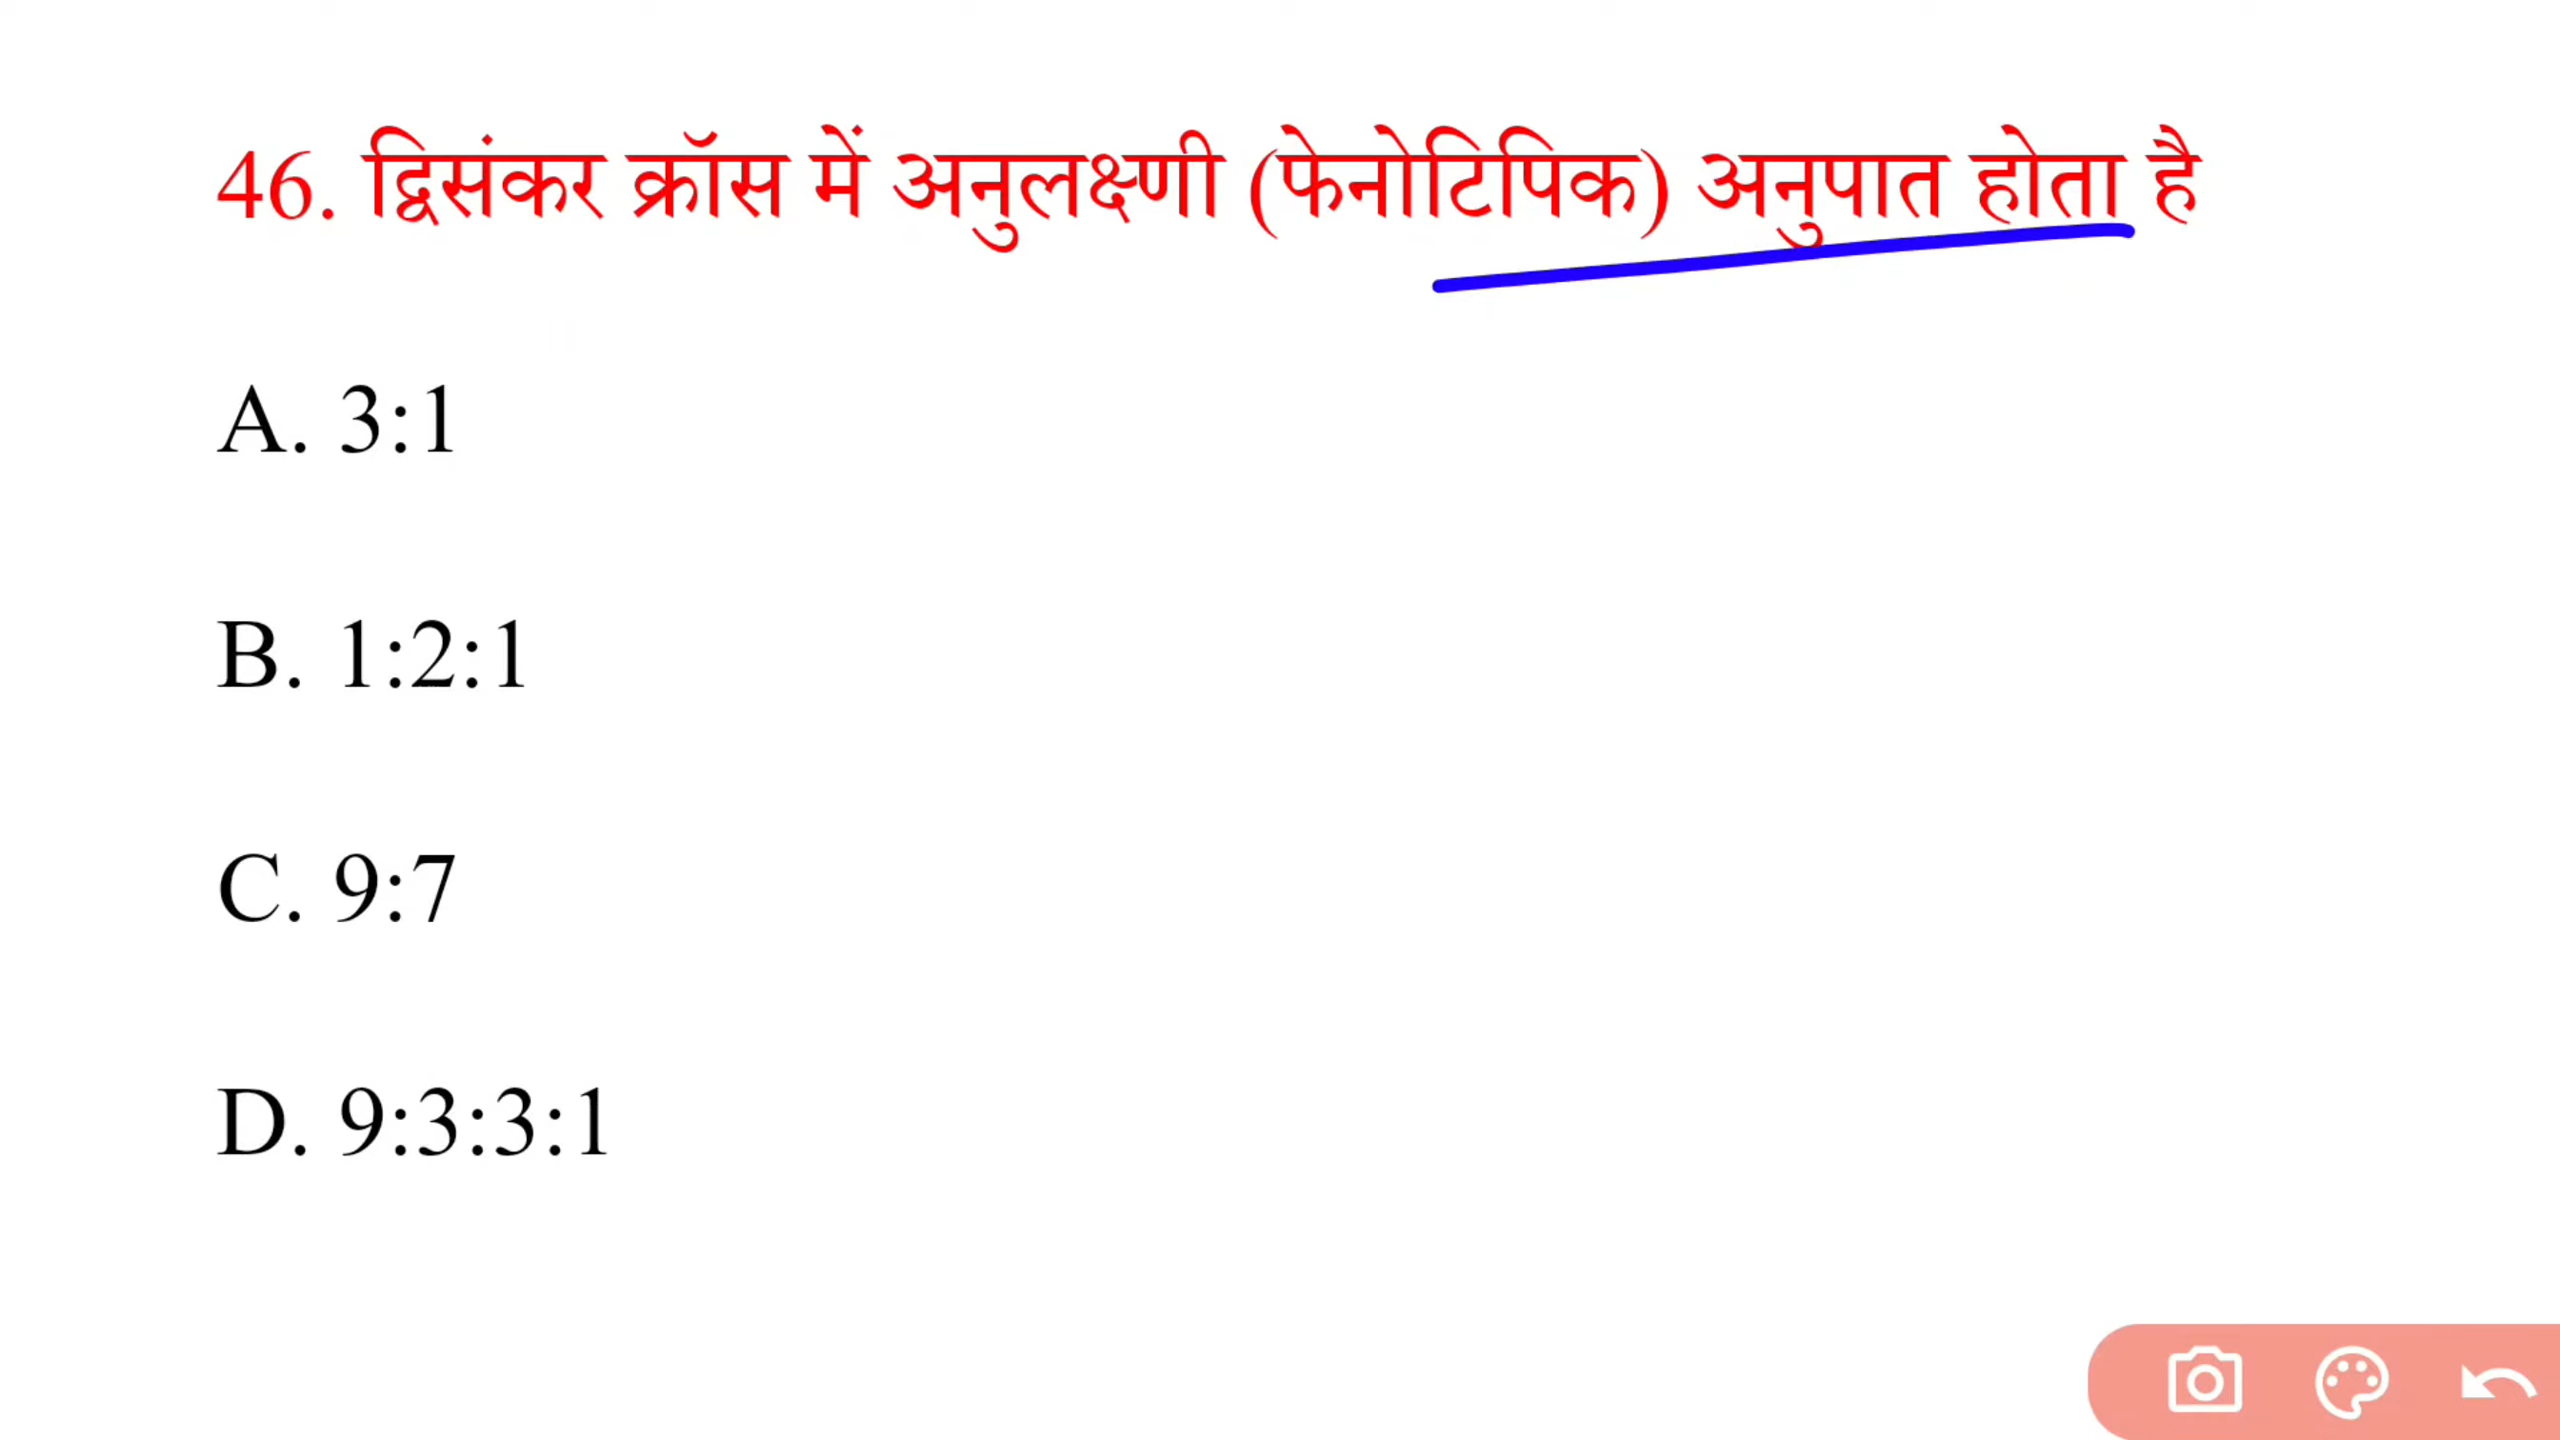 46. द्विसंकर क्रॉस में अनुलक्ष्णी (फेनोटिपिक) अनुपात होता है
A. 3:1
B. 1:2:1
C. 9:7
D. 9:3:3:1